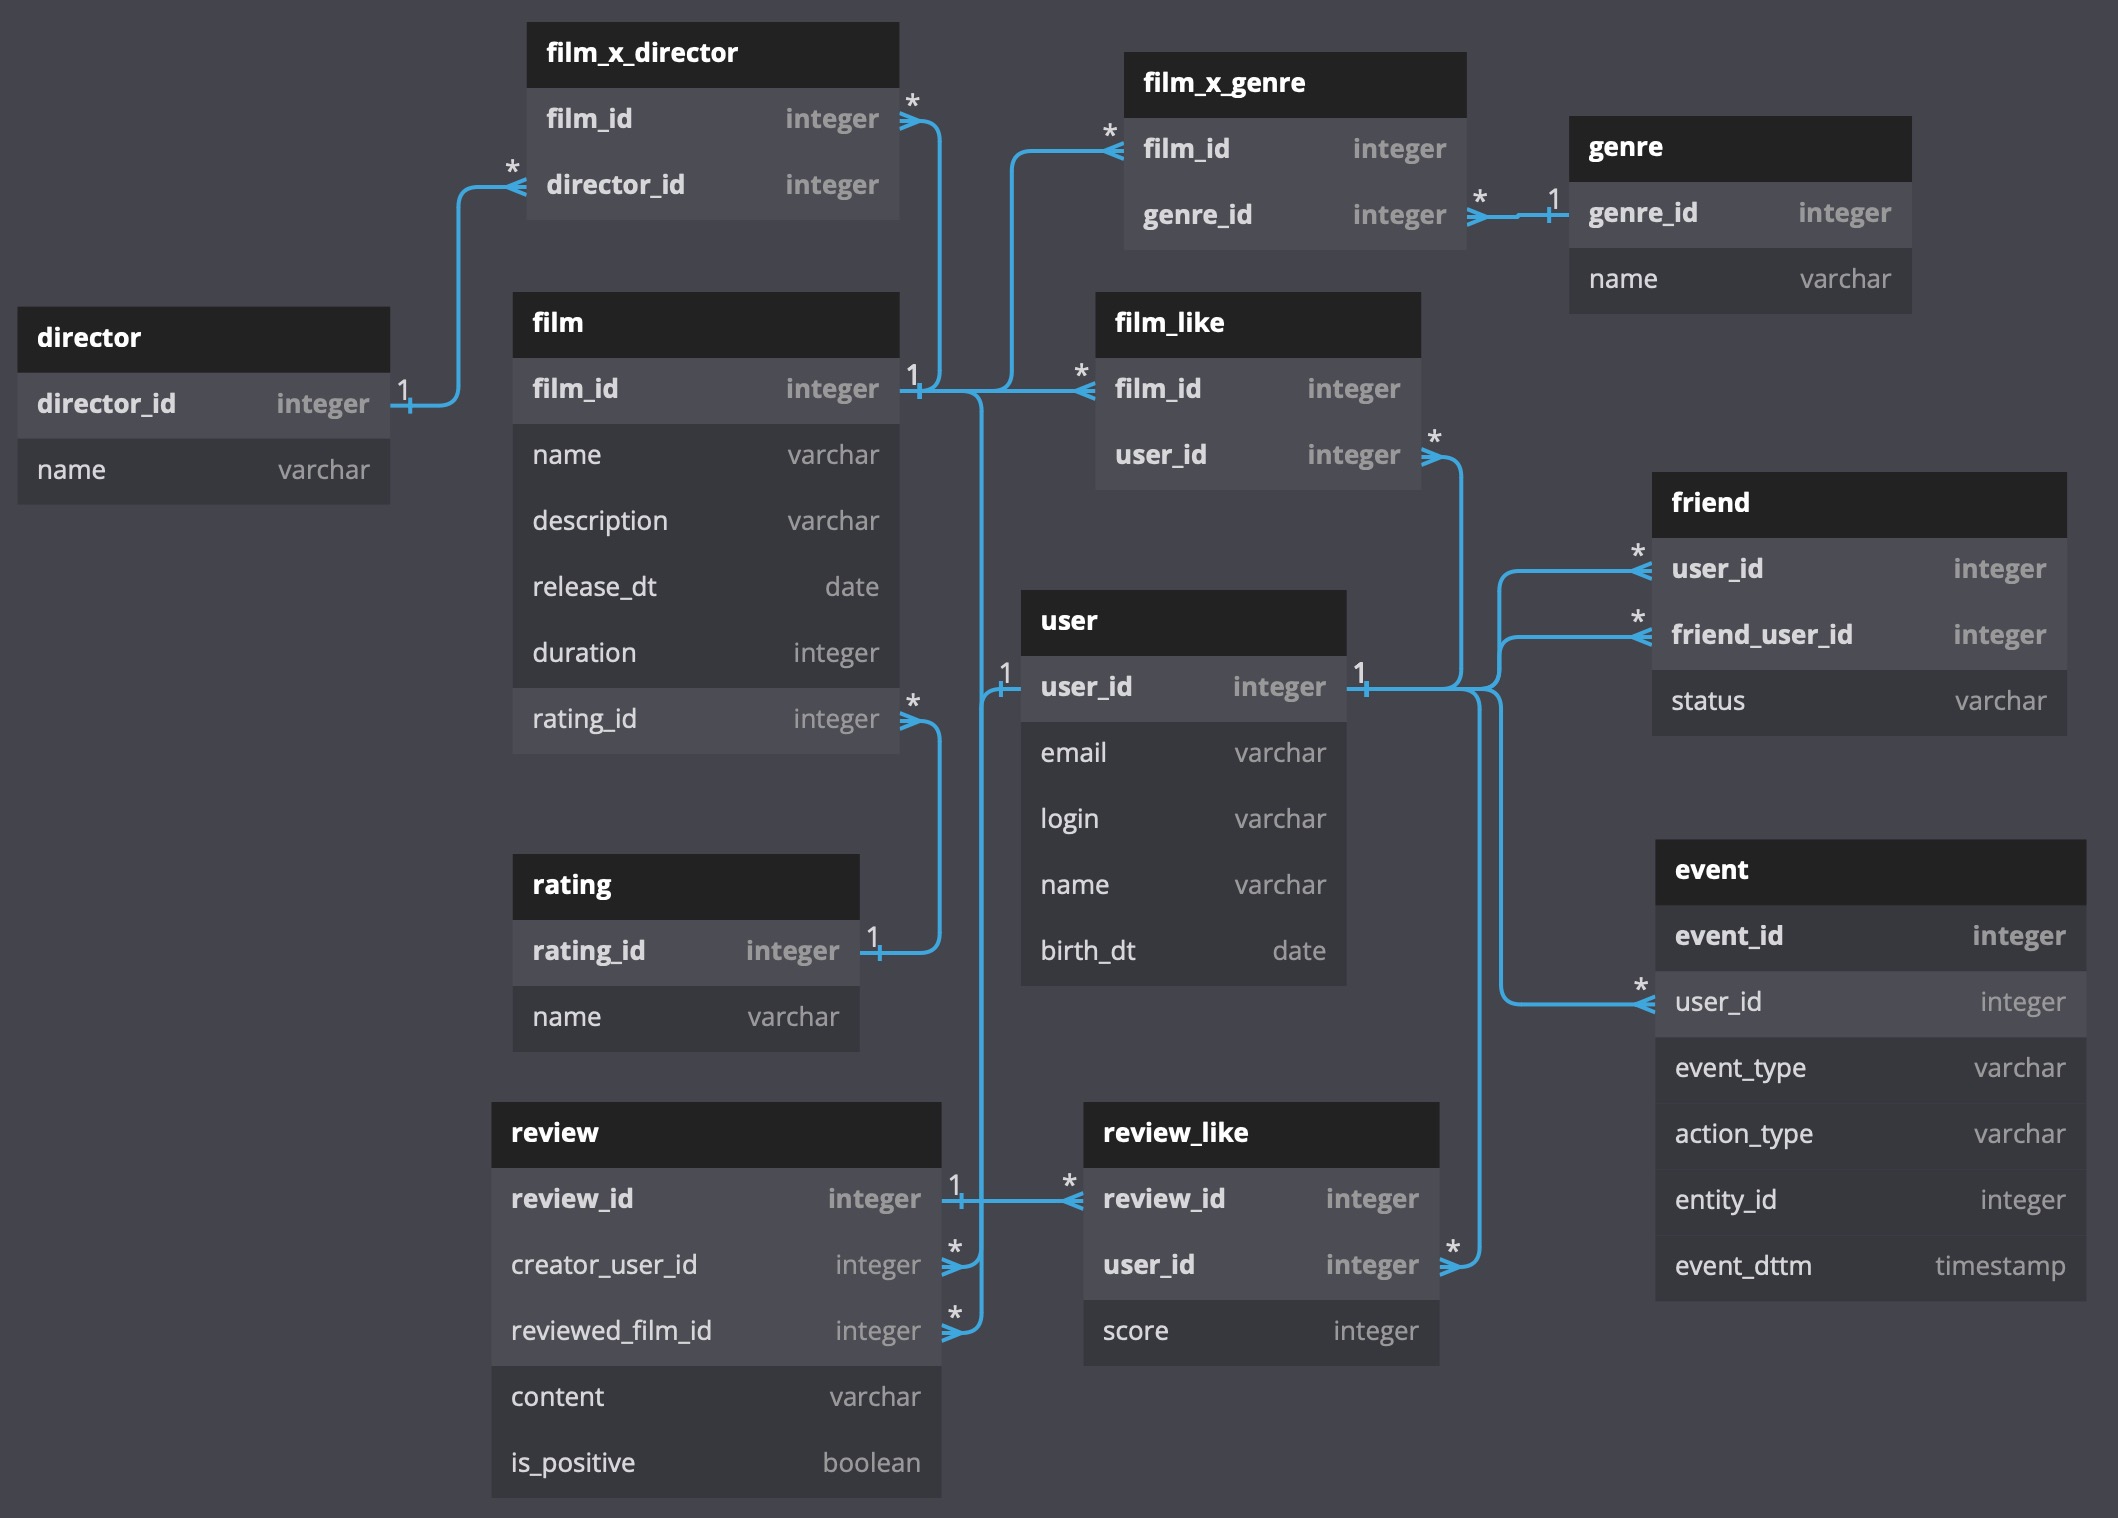 film_x_director
film_id integer *
* director_id integer
film_x_genre
* film_id integer
genre_id integer * 1
genre
genre_id integer
name varchar
director
director_id integer 1
name varchar
film
film_id integer 1
name varchar
description varchar
release_dt date
duration integer
rating_id integer *
film_like
* film_id integer
user_id integer *
friend
* user_id integer
* friend_user_id integer
status varchar
user
1 user_id integer 1
email varchar
login varchar
name varchar
birth_dt date
rating
rating_id integer 1
name varchar
event
event_id integer
* user_id integer
event_type varchar
action_type varchar
entity_id integer
event_dttm timestamp
review
review_id integer 1
creator_user_id integer *
reviewed_film_id integer *
content varchar
is_positive boolean
review_like
* review_id integer
user_id integer *
score integer